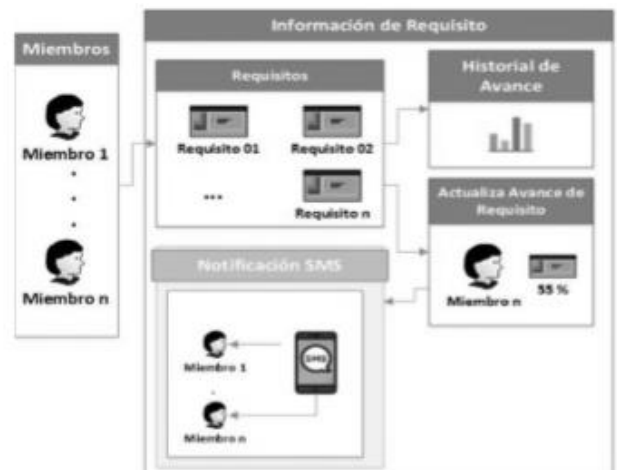 Información de Requisito
Miembros
Miembro 1
Miembro n
Requisitos
Requisito 01
Requisito 02
...
Requisito n
Historial de
Avance
Actualiza Avance de
Requisito
Miembro n
55 %
Notificación SMS
SMS
Miembro 1
Miembro n